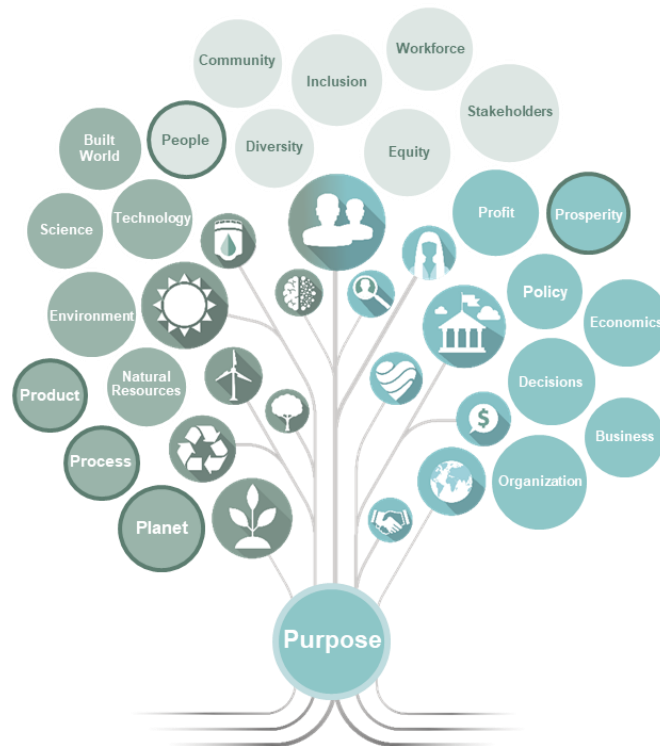 Workforce
Community
Inclusion
Stakeholders
Built
World
People
Diversity
Equity
Science
Technology
Profit
Prosperity
Environment
Policy
Economics
Product
Natural
Resources
Decisions
Process
Business
Planet
Organization
$
Purpose